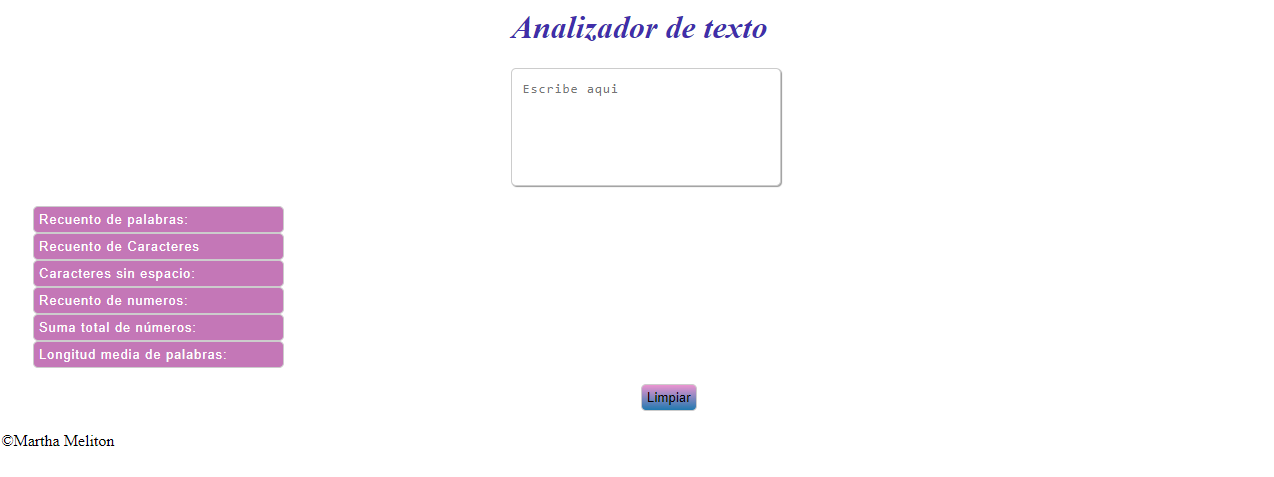 Analizador de texto
Escribe aqui
Recuento de palabras:
Recuento de Caracteres
Caracteres sin espacio:
Recuento de numeros:
Suma total de números:
Longitud media de palabras:
Limpiar
©Martha Meliton